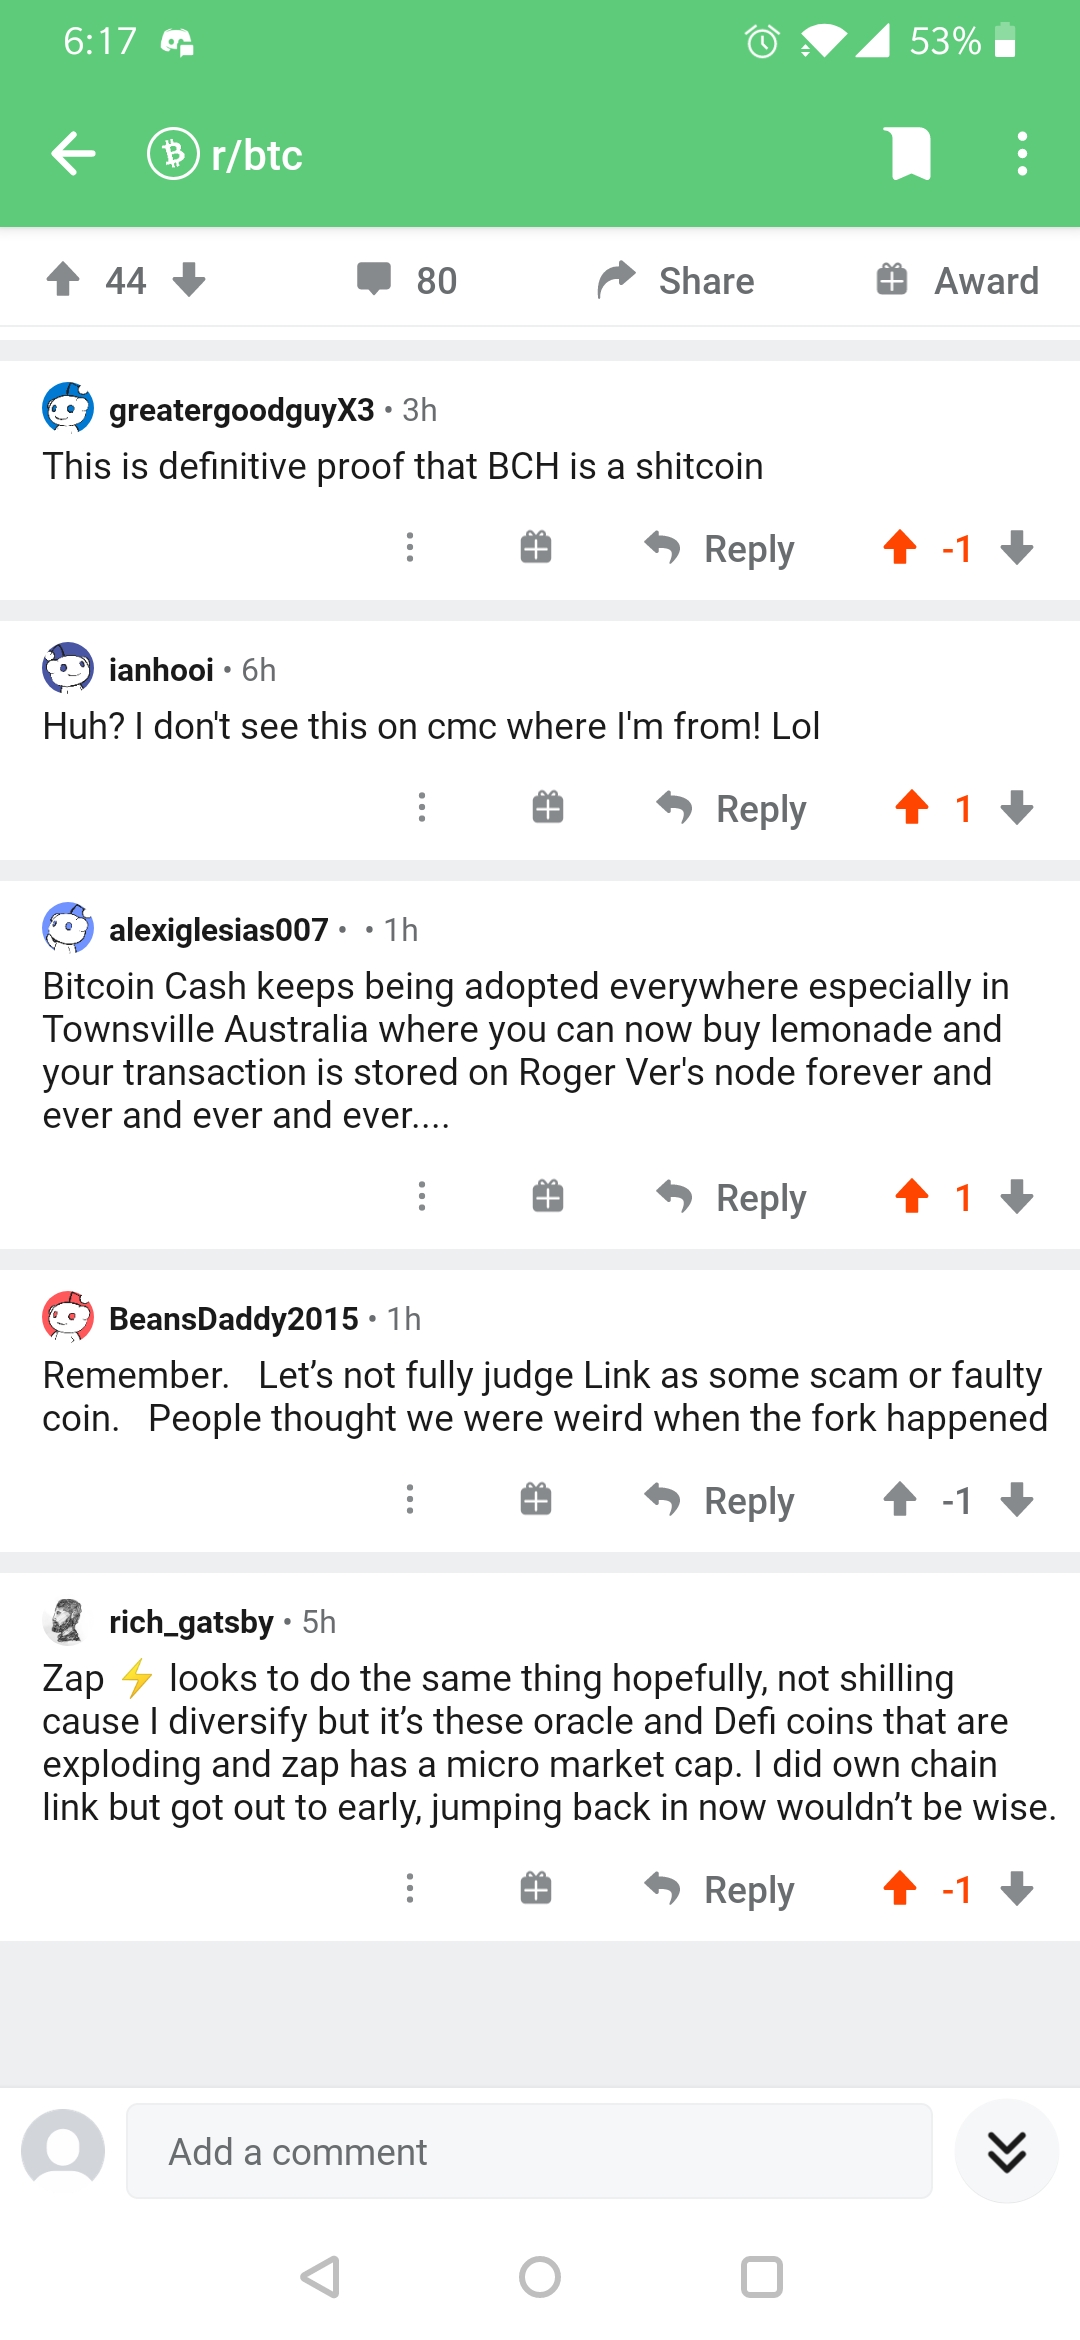 6:17 53%
r/btc
44 80 Share Award
greatergoodguyX3 • 3h
This is definitive proof that BCH is a shitcoin
Reply -1
ianhooi • 6h
Huh? I don't see this on cmc where I'm from! Lol
Reply 1
alexiglesias007 • • 1h
Bitcoin Cash keeps being adopted everywhere especially in
Townsville Australia where you can now buy lemonade and
your transaction is stored on Roger Ver's node forever and
ever and ever and ever....
Reply 1
BeansDaddy2015 • 1h
Remember.   Let’s not fully judge Link as some scam or faulty
coin.   People thought we were weird when the fork happened
Reply -1
rich_gatsby • 5h
Zap ⚡ looks to do the same thing hopefully, not shilling
cause I diversify but it’s these oracle and Defi coins that are
exploding and zap has a micro market cap. I did own chain
link but got out to early, jumping back in now wouldn’t be wise.
Reply -1
Add a comment